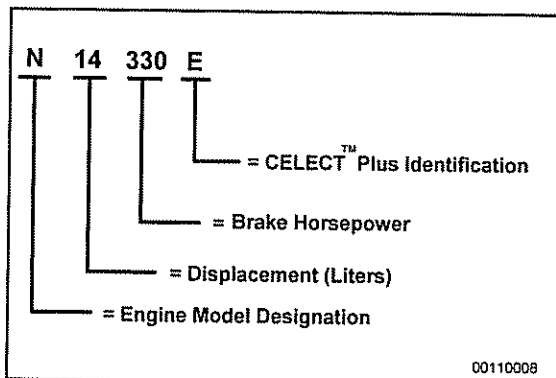 N 14 330 E
= CELECT™ Plus Identification
= Brake Horsepower
= Displacement (Liters)
= Engine Model Designation
00110008